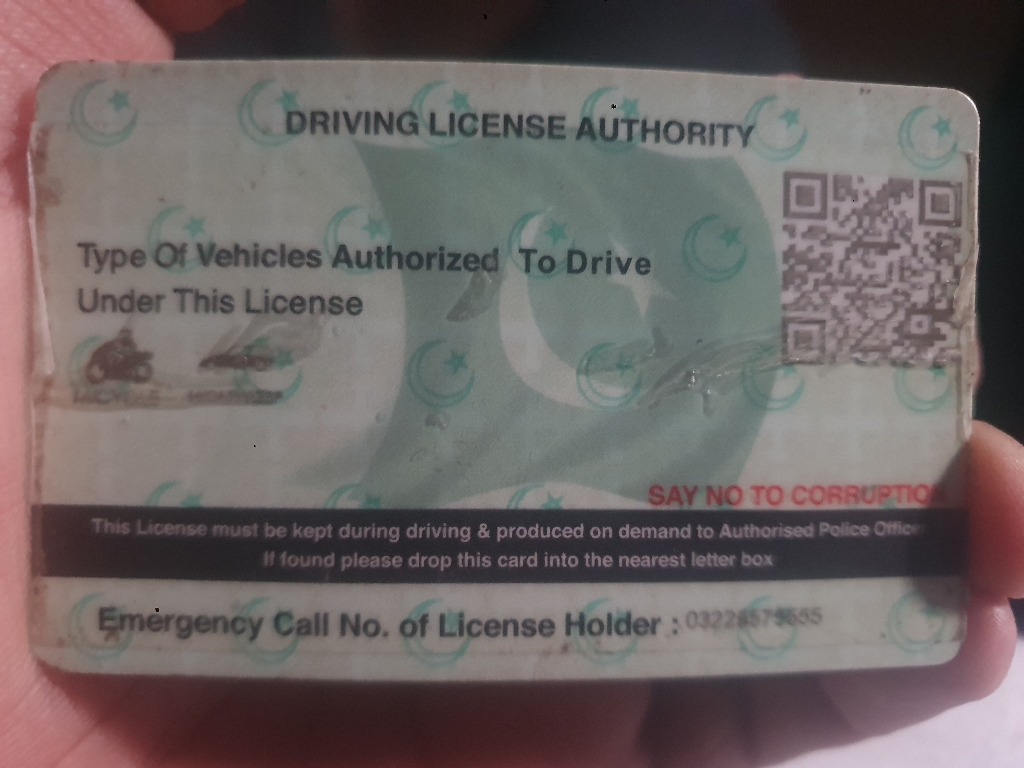 DRIVING LICENSE AUTHORITY
Type Of Vehicles Authorized To Drive
Under This License
SAY NO TO CORRUPTION
This License must be kept during driving & produced on demand to Authorised Police Officer
If found please drop this card into the nearest letter box
Emergency Call No. of License Holder :